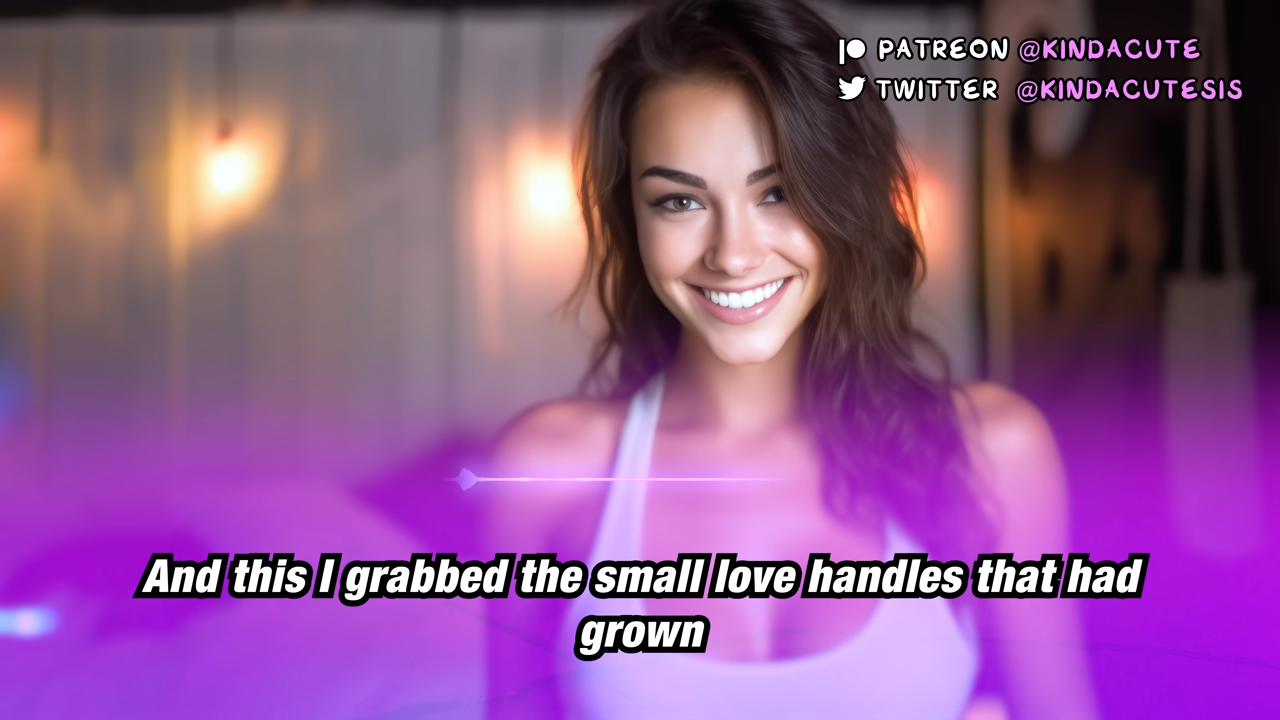 PATREON @KINDACUTE
TWITTER @KINDACUTESIS
And this I grabbed the small love handles that had
grown